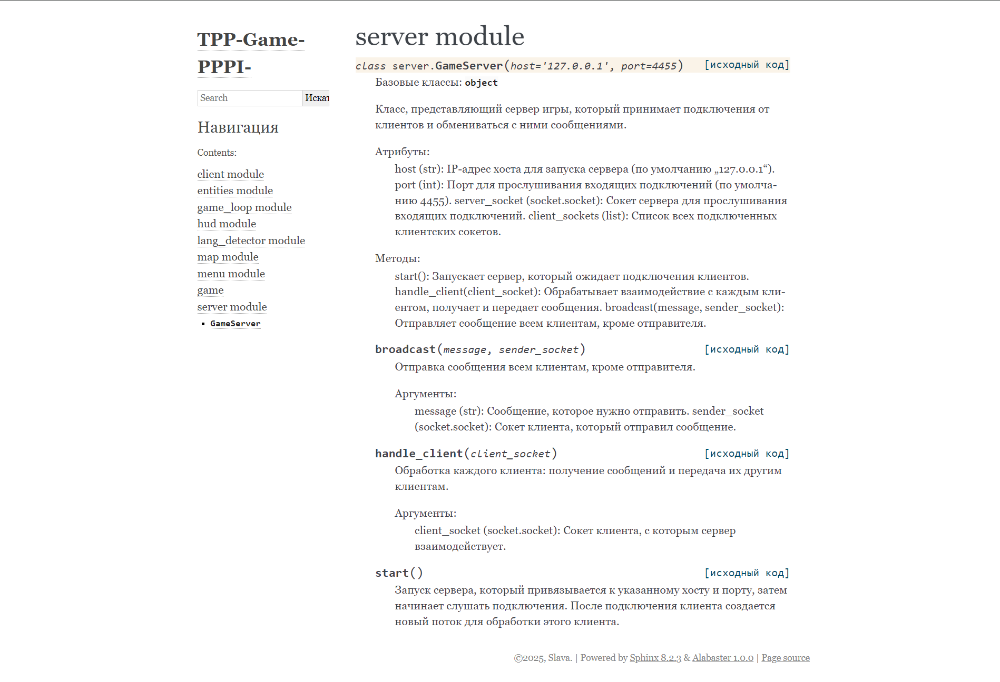 TPP-Game-
PPPI-
Search
Искат
Навигация
Contents:
client module
entities module
game_loop module
hud module
lang_detector module
map module
menu module
game
server module
GameServer
server module
class server.GameServer(host='127.0.0.1', port=4455) [исходный код]
Базовые классы: object
Класс, представляющий сервер игры, который принимает подключения от
клиентов и обмениваться с ними сообщениями.
Атрибуты:
host (str): IP-адрес хоста для запуска сервера (по умолчанию „127.0.0.1“).
port (int): Порт для прослушивания входящих подключений (по умолча-
нию 4455). server_socket (socket.socket): Сокет сервера для прослушивания
входящих подключений. client_sockets (list): Список всех подключенных
клиентских сокетов.
Методы:
start(): Запускает сервер, который ожидает подключения клиентов.
handle_client(client_socket): Обрабатывает взаимодействие с каждым кли-
ентом, получает и передает сообщения. broadcast(message, sender_socket):
Отправляет сообщение всем клиентам, кроме отправителя.
broadcast(message, sender_socket) [исходный код]
Отправка сообщения всем клиентам, кроме отправителя.
Аргументы:
message (str): Сообщение, которое нужно отправить. sender_socket
(socket.socket): Сокет клиента, который отправил сообщение.
handle_client(client_socket) [исходный код]
Обработка каждого клиента: получение сообщений и передача их другим
клиентам.
Аргументы:
client_socket (socket.socket): Сокет клиента, с которым сервер
взаимодействует.
start() [исходный код]
Запуск сервера, который привязывается к указанному хосту и порту, затем
начинает слушать подключения. После подключения клиента создается
новый поток для обработки этого клиента.
©2025, Slava. | Powered by Sphinx 8.2.3 & Alabaster 1.0.0 | Page source